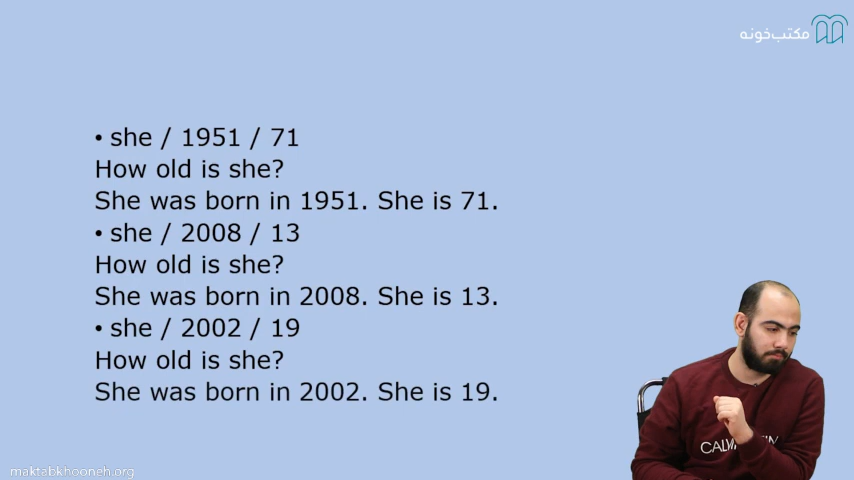 مکتب‌خونه
• she / 1951 / 71
How old is she?
She was born in 1951. She is 71.
• she / 2008 / 13
How old is she?
She was born in 2008. She is 13.
• she / 2002 / 19
How old is she?
She was born in 2002. She is 19.
maktabkhooneh.org